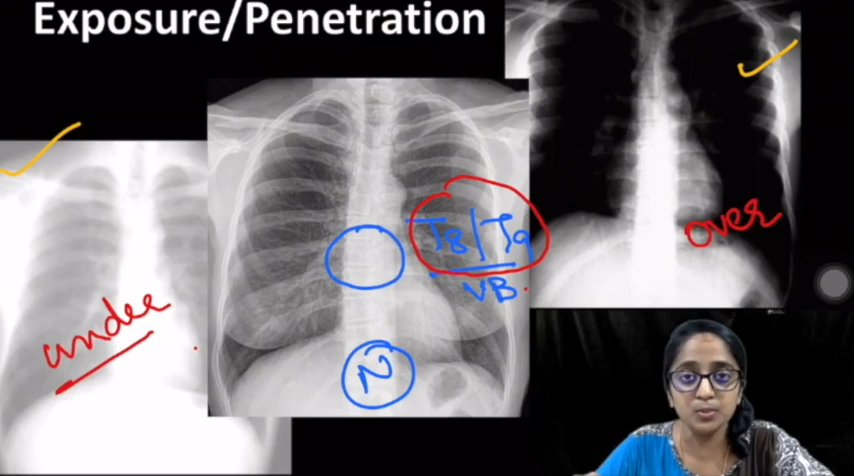 Exposure/Penetration
under
T8/T9
VB.
N
over